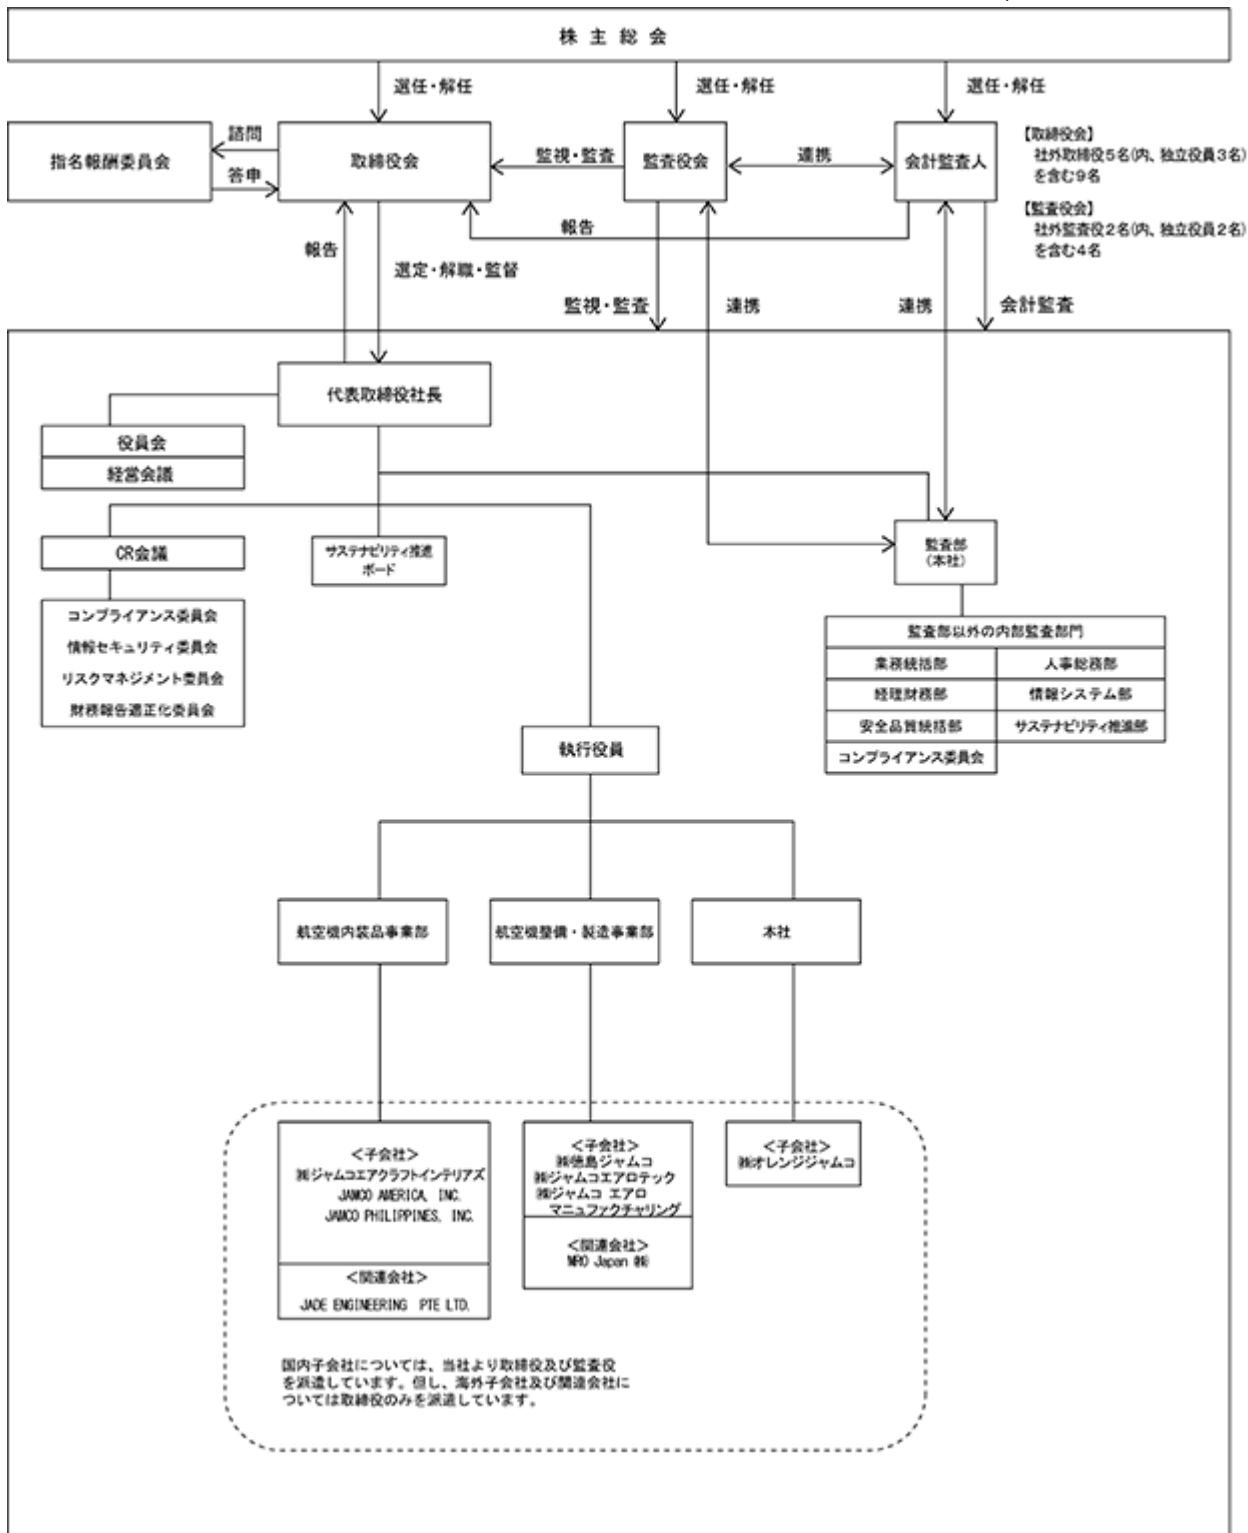 株主総会
選任・解任
選任・解任
選任・解任
指名報酬委員会
諮問
答申
取締役会
監視・監査
監査役会
連携
会計監査人
【取締役会】
社外取締役5名(内、独立役員3名)
を含む9名
【監査役会】
社外監査役2名(内、独立役員2名)
を含む4名
報告
報告
選定・解職・監督
監視・監査
連携
連携
会計監査
代表取締役社長
役員会
経営会議
CR会議
サステナビリティ推進
ボード
監査部
(本社)
コンプライアンス委員会
情報セキュリティ委員会
リスクマネジメント委員会
財務報告適正化委員会
監査部以外の内部監査部門
業務統括部
人事総務部
経理財務部
情報システム部
安全品質統括部
サステナビリティ推進部
コンプライアンス委員会
執行役員
航空機内装品事業部
航空機整備・製造事業部
本社
<子会社>
㈱ジャムコエアクラフトインテリアズ
JAMCO AMERICA, INC.
JAMCO PHILIPPINES, INC.
<関連会社>
JADE ENGINEERING PTE LTD.
<子会社>
㈱徳島ジャムコ
㈱ジャムコエアロテック
㈱ジャムコ エアロ
マニュファクチャリング
<関連会社>
MRO Japan ㈱
<子会社>
㈱オレンジジャムコ
国内子会社については、当社より取締役及び監査役
を派遣しています。但し、海外子会社及び関連会社に
ついては取締役のみを派遣しています。